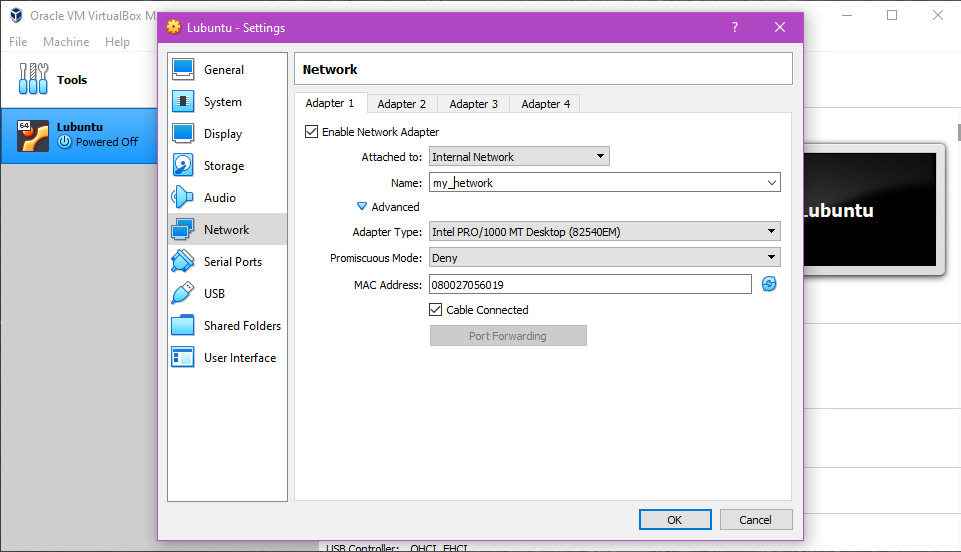 Oracle VM VirtualBox M
File Machine Help
Tools
64
Lubuntu
Powered Off
Lubuntu - Settings
?
General
System
Display
Storage
Audio
Network
Serial Ports
USB
Shared Folders
User Interface
Network
Adapter 1 Adapter 2 Adapter 3 Adapter 4
Enable Network Adapter
Attached to: Internal Network
Name: my_network
Advanced
Adapter Type: Intel PRO/1000 MT Desktop (82540EM)
Promiscuous Mode: Deny
MAC Address: 080027056019
Cable Connected
Port Forwarding
OK Cancel
Lubuntu
USB Controller: OHCI, EHCI